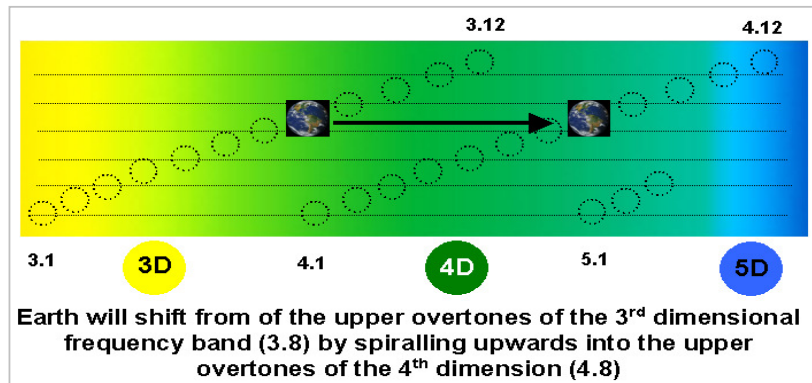 3.12
4.12
3.1
3D
4.1
4D
5.1
5D
Earth will shift from of the upper overtones of the 3rd dimensional
frequency band (3.8) by spiralling upwards into the upper
overtones of the 4th dimension (4.8)